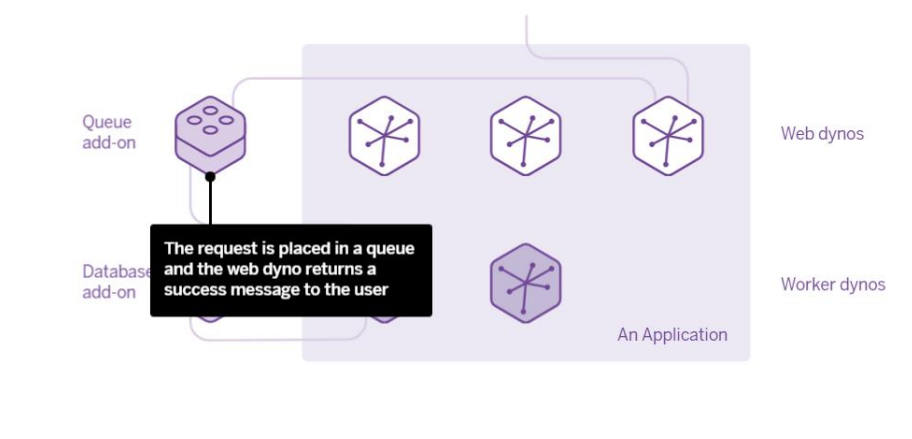 Queue
add-on
Web dynos
The request is placed in a queue
and the web dyno returns a
success message to the user
Database
add-on
Worker dynos
An Application